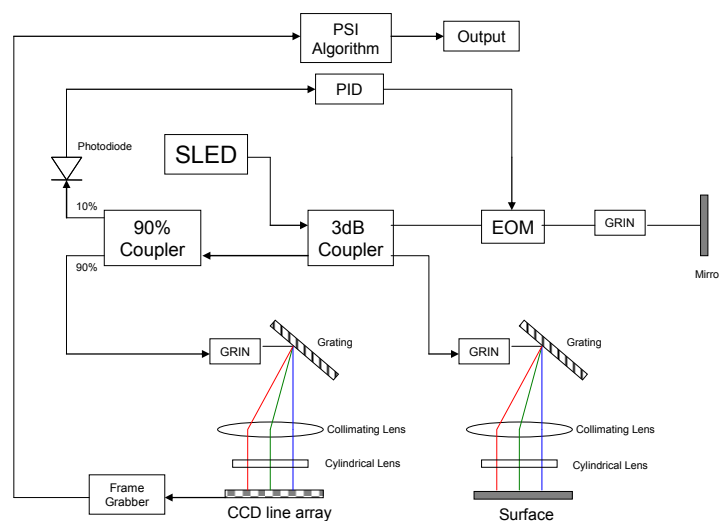 PSI
Algorithm
Output
PID
Photodiode
SLED
10%
90%
Coupler
3dB
Coupler
EOM
GRIN
90%
Mirro
GRIN
Grating
GRIN
Grating
Collimating Lens
Collimating Lens
Cylindrical Lens
Cylindrical Lens
Frame
Grabber
CCD line array
Surface